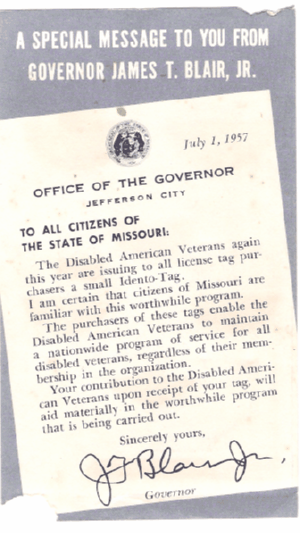 A SPECIAL MESSAGE TO YOU FROM
GOVERNOR JAMES T. BLAIR, JR.
July 1, 1957
OFFICE OF THE GOVERNOR
JEFFERSON CITY
TO ALL CITIZENS OF
THE STATE OF MISSOURI:
The Disabled American Veterans again
this year are issuing to all license tag pur-
chasers a small Idento-Tag.
I am certain that citizens of Missouri are
familiar with this worthwhile program.
The purchasers of these tags enable the
Disabled American Veterans to maintain
a nationwide program of service for all
disabled veterans, regardless of their mem-
bership in the organization.
Your contribution to the Disabled Ameri-
can Veterans upon receipt of your tag, will
aid materially in the worthwhile program
that is being carried out.
Sincerely yours,
J T Blair Jr.
Governor